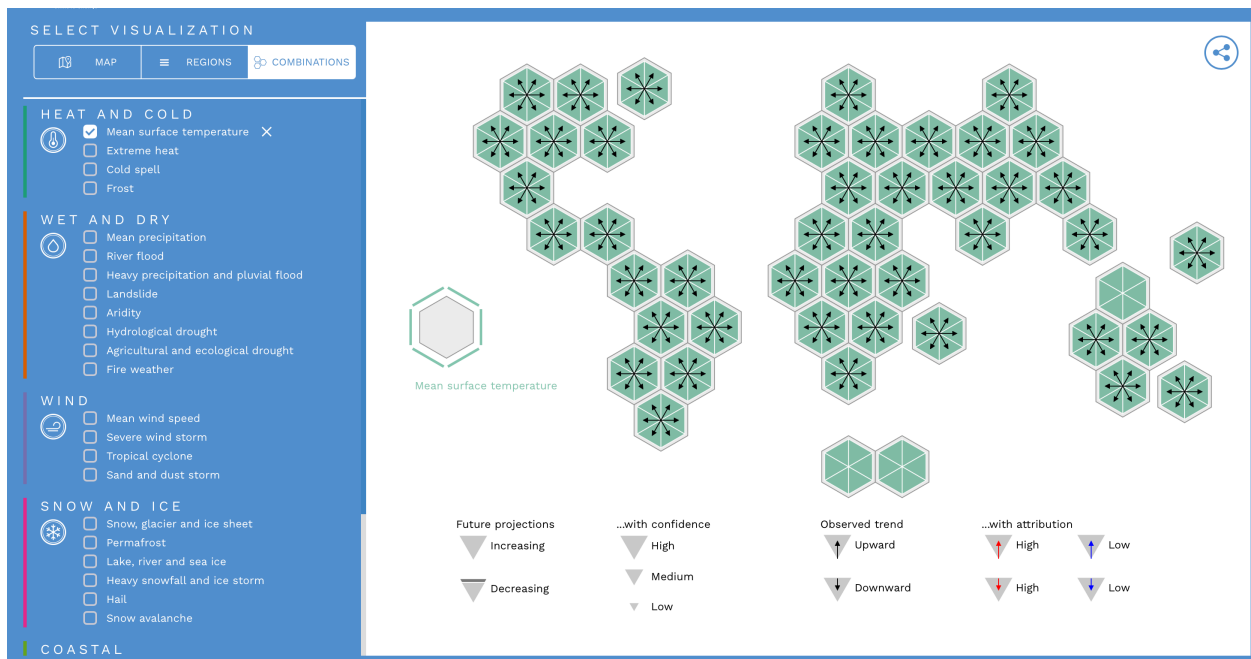 SELECT VISUALIZATION
MAP
REGIONS
COMBINATIONS
HEAT AND COLD
Mean surface temperature
Extreme heat
Cold spell
Frost
WET AND DRY
Mean precipitation
River flood
Heavy precipitation and pluvial flood
Landslide
Aridity
Hydrological drought
Agricultural and ecological drought
Fire weather
WIND
Mean wind speed
Severe wind storm
Tropical cyclone
Sand and dust storm
SNOW AND ICE
Snow, glacier and ice sheet
Permafrost
Lake, river and sea ice
Heavy snowfall and ice storm
Hail
Snow avalanche
COASTAL
Mean surface temperature
Future projections
Increasing
Decreasing
...with confidence
High
Medium
Low
Observed trend
Upward
Downward
...with attribution
High Low
High Low